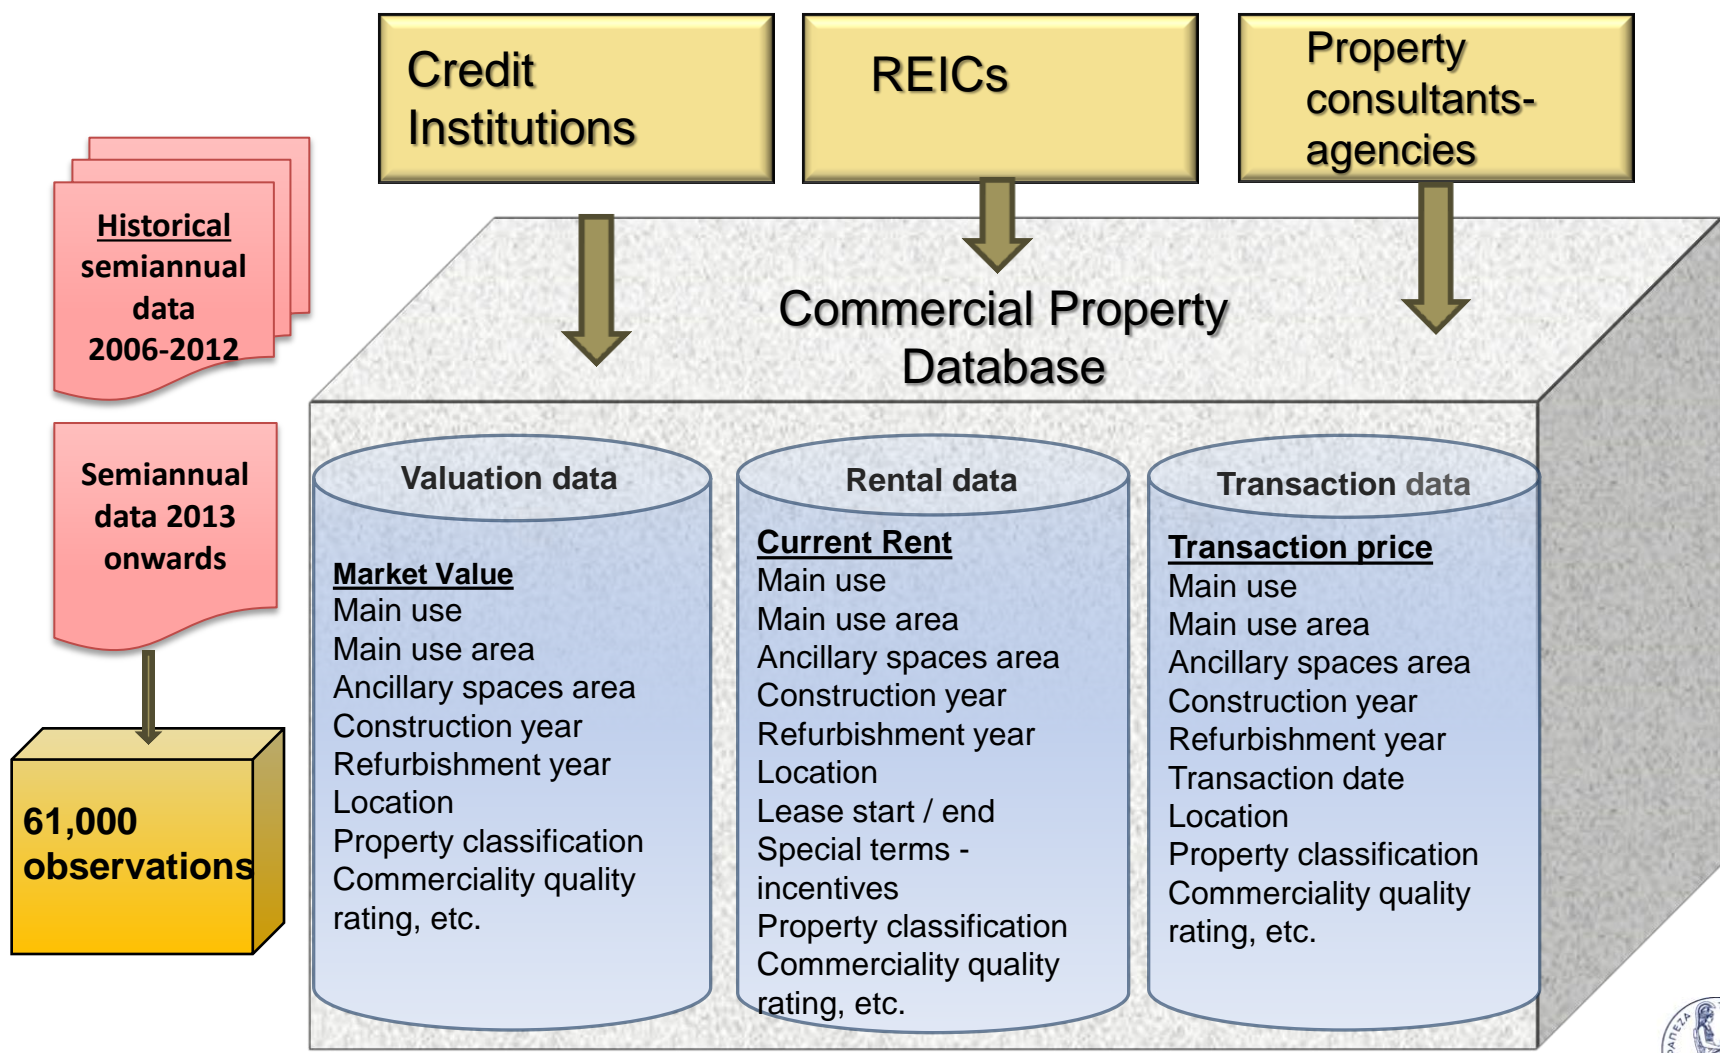 Credit
Institutions
REICs
Property
consultants-
agencies
Historical
semiannual
data
2006-2012
Semiannual
data 2013
onwards
61,000
observations
Commercial Property
Database
Valuation data
Market Value
Main use
Main use area
Ancillary spaces area
Construction year
Refurbishment year
Location
Property classification
Commerciality quality
rating, etc.
Rental data
Current Rent
Main use
Main use area
Ancillary spaces area
Construction year
Refurbishment year
Location
Lease start / end
Special terms -
incentives
Property classification
Commerciality quality
rating, etc.
Transaction data
Transaction price
Main use
Main use area
Ancillary spaces area
Construction year
Refurbishment year
Transaction date
Location
Property classification
Commerciality quality
rating, etc.